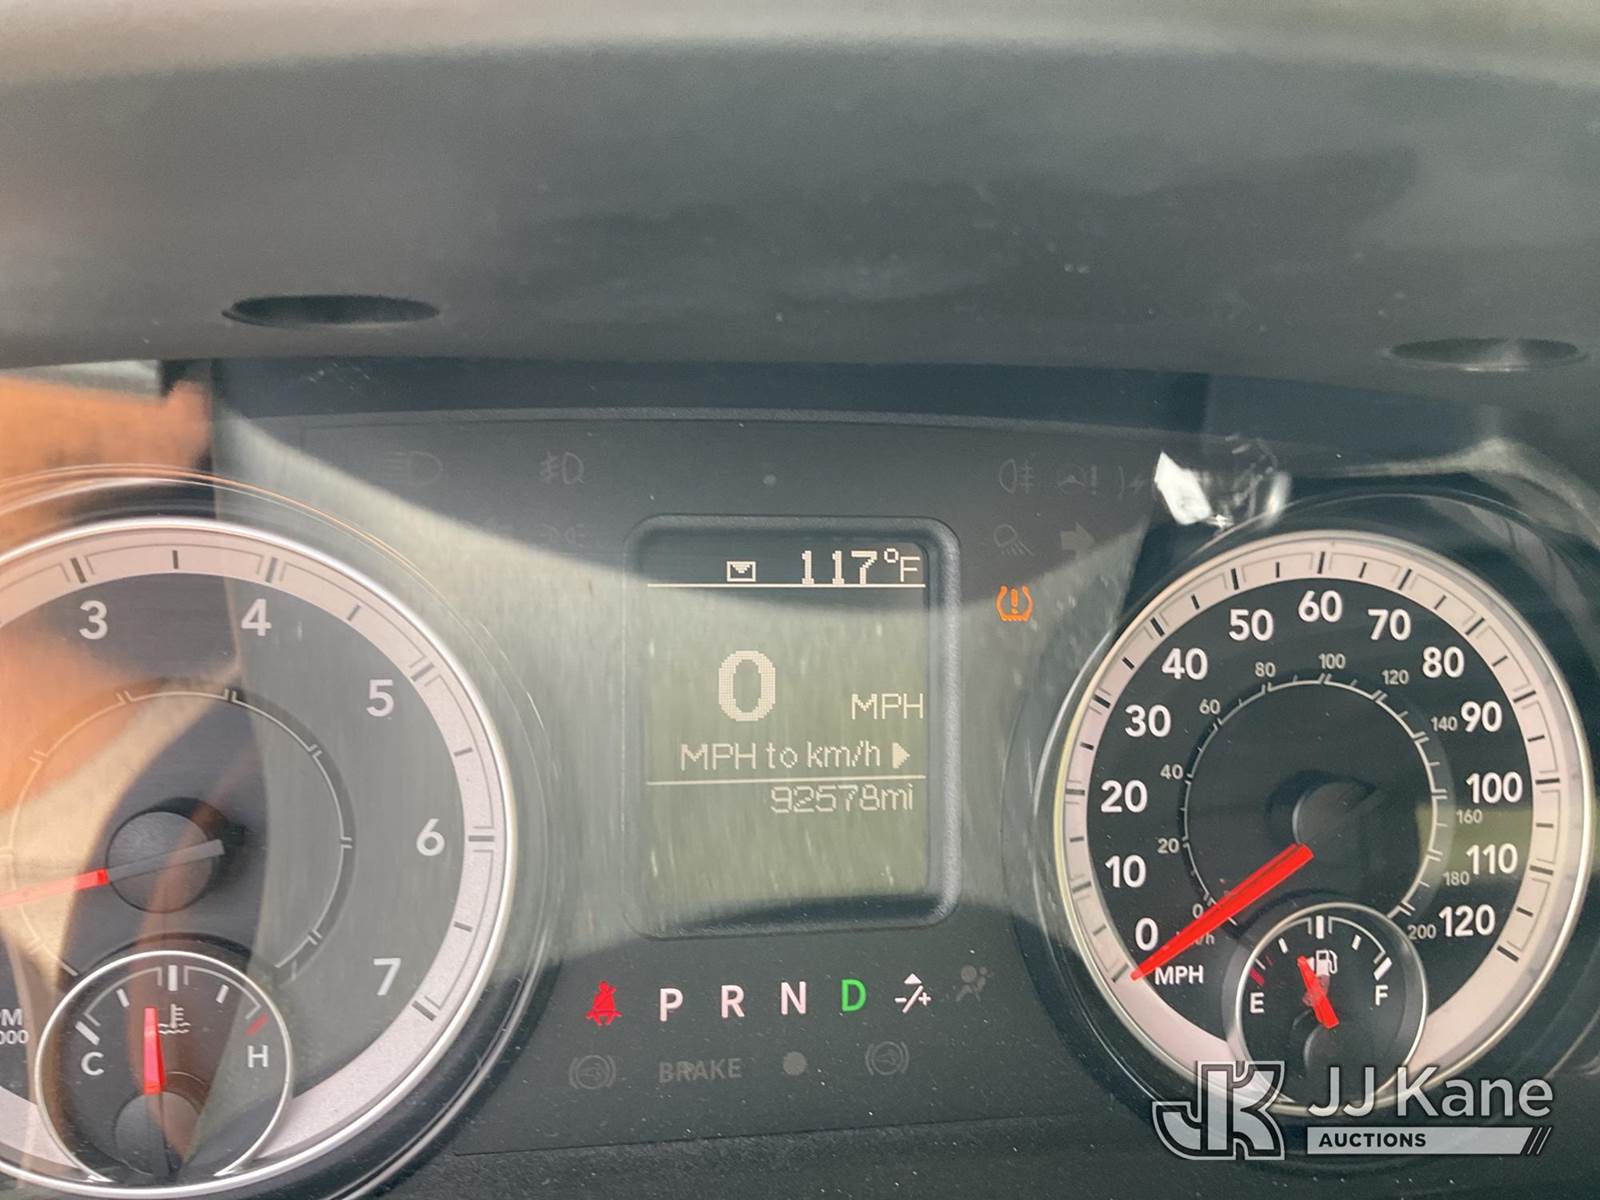 117°F
0 MPH
MPH to km/h
92578mi
3 4 5 6 7
C H
P R N D -/+
BRAKE
0 10 20 30 40 50 60 70 80 90 100 110 120
MPH
0 20 40 60 80 100 120 140 160 180 200
E F
JJ Kane
AUCTIONS